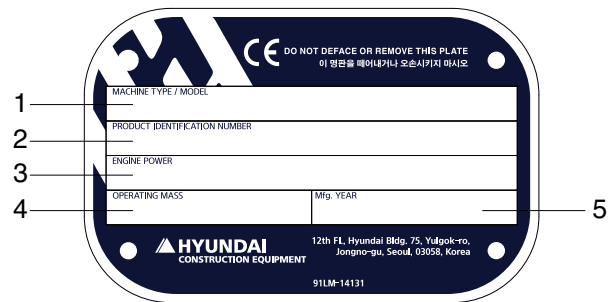 CE DO NOT DEFACE OR REMOVE THIS PLATE
이 명판을 떼어내거나 오손시키지 마시오
1 MACHINE TYPE / MODEL
2 PRODUCT IDENTIFICATION NUMBER
3 ENGINE POWER
4 OPERATING MASS Mfg. YEAR 5
HYUNDAI
CONSTRUCTION EQUIPMENT
12th FL, Hyundai Bldg. 75, Yulgok-ro,
Jongno-gu, Seoul, 03058, Korea
91LM-14131